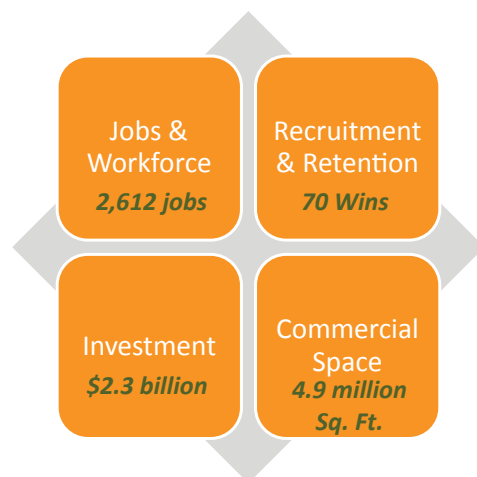 Jobs &
Workforce
2,612 jobs
Recruitment
& Retention
70 Wins
Investment
$2.3 billion
Commercial
Space
4.9 million
Sq. Ft.